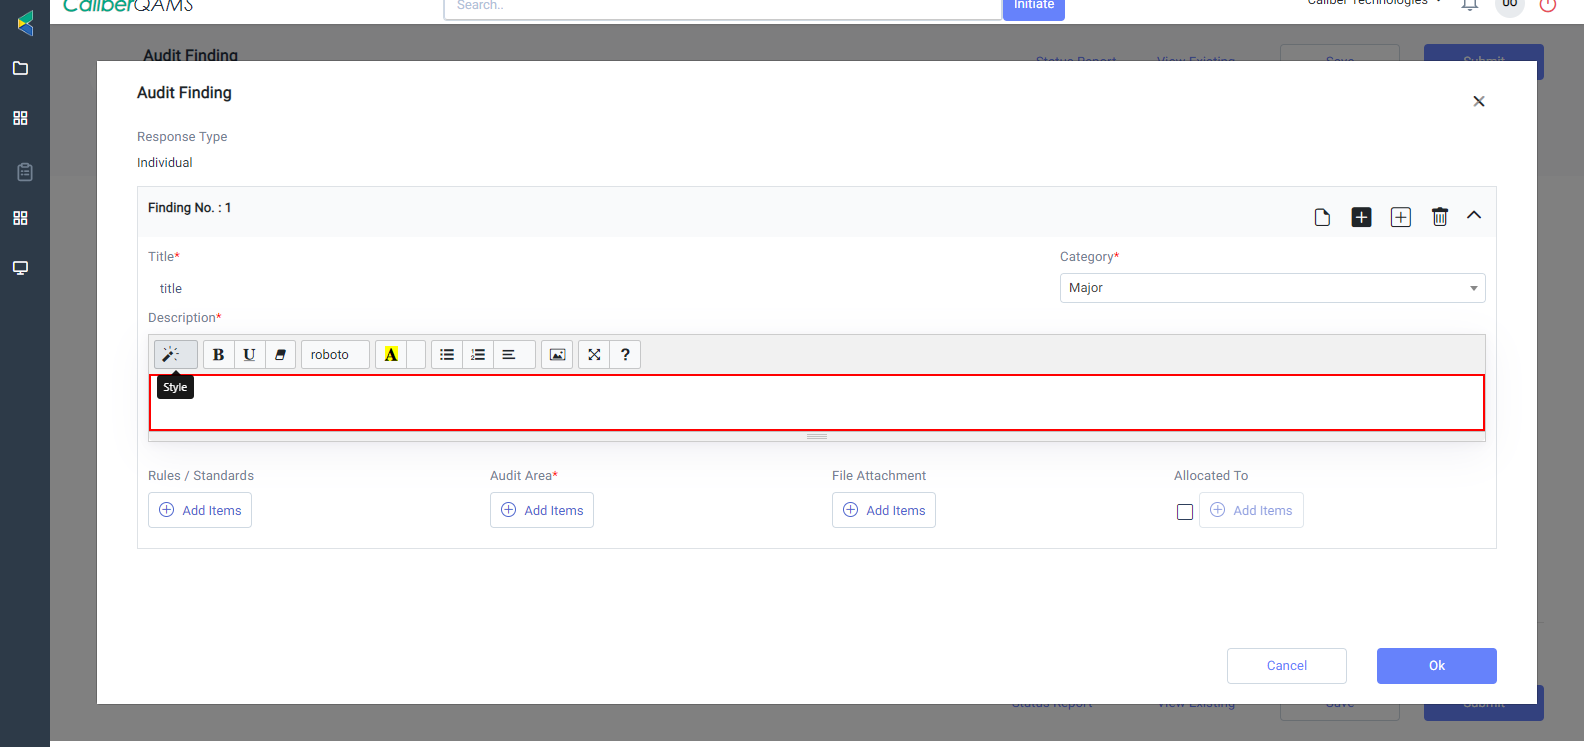 CaliberQAMS
Search..
Initiate
Caliber Technologies
00
Audit Finding
Status Report
View Existing
Save
Submit
Audit Finding
Response Type
Individual
Finding No. : 1
Title*
Category*
title
Major
Description*
B U roboto A ?
Style
Rules / Standards
Audit Area*
File Attachment
Allocated To
Add Items
Add Items
Add Items
Add Items
Cancel
Ok
Status Report
View Existing
Save
Submit